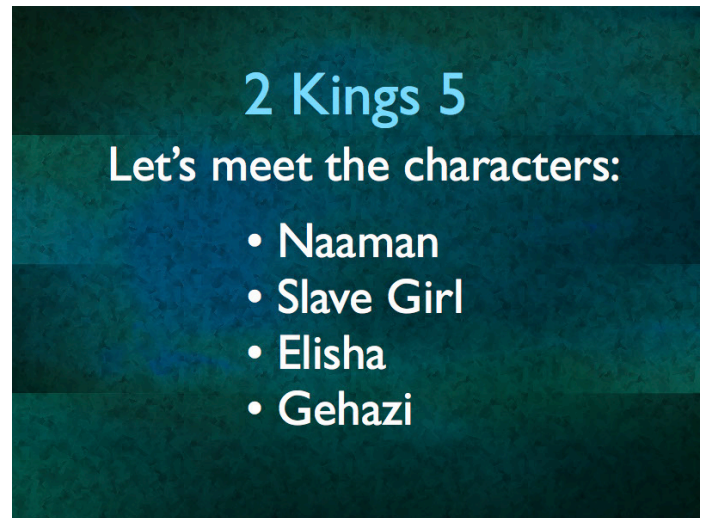 2 Kings 5
Let’s meet the characters:
• Naaman
• Slave Girl
• Elisha
• Gehazi